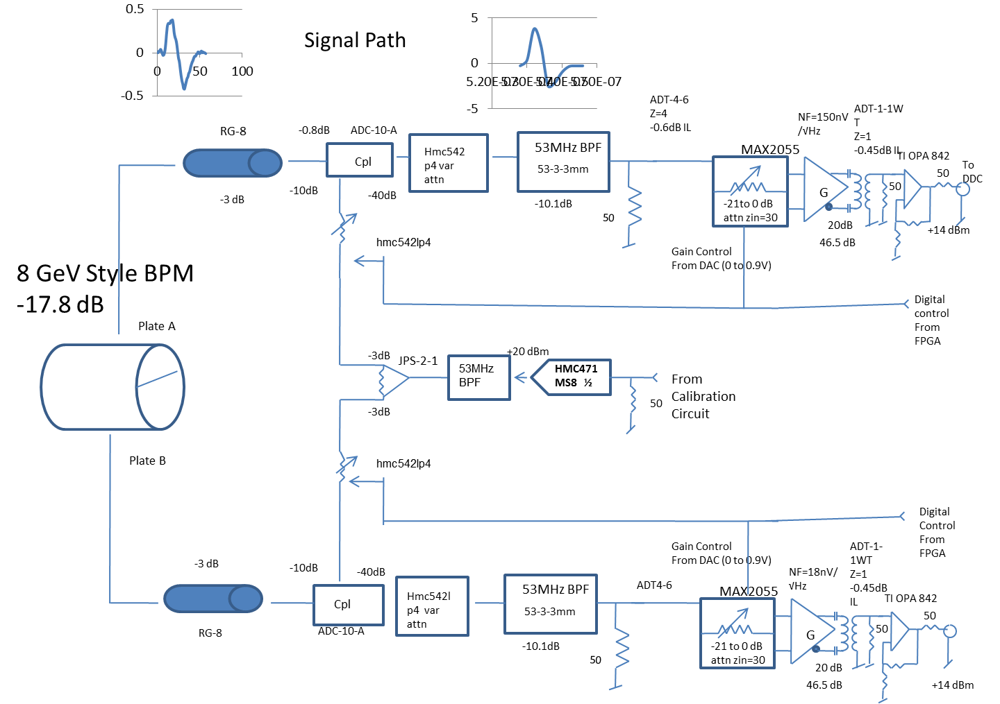 0.5
0
-0.5
0
50
100
Signal Path
5
0
-5
5.20E-07
5.50E-07
RG-8
-3 dB
-0.8dB
ADC-10-A
-10dB
-40dB
Cpl
Hmc542
p4 var
attn
53MHz BPF
53-3-3mm
-10.1dB
50
ADT-4-6
Z=4
-0.6dB IL
MAX2055
-21to 0 dB
attn zin=30
NF=150nV
/√Hz
G
20dB
46.5 dB
ADT-1-1W
T
Z=1
-0.45dB IL
50
TI OPA 842
50
To
DDC
+14 dBm
hmc542lp4
Gain Control
From DAC (0 to 0.9V)
Digital
control
From
FPGA
8 GeV Style BPM
-17.8 dB
Plate A
Plate B
-3dB
JPS-2-1
-3dB
53MHz
BPF
+20 dBm
HMC471
MS8 ½
50
From
Calibration
Circuit
hmc542lp4
Digital
Control
From
FPGA
Gain Control
From DAC (0 to 0.9V)
-3 dB
RG-8
-10dB
-40dB
Cpl
ADC-10-A
Hmc542l
p4 var
attn
53MHz BPF
53-3-3mm
-10.1dB
50
ADT4-6
MAX2055
-21 to 0 dB
attn zin=30
NF=18nV/
√Hz
G
20 dB
46.5 dB
ADT-1-
1WT
Z=1
-0.45dB
IL
50
TI OPA 842
50
+14 dBm